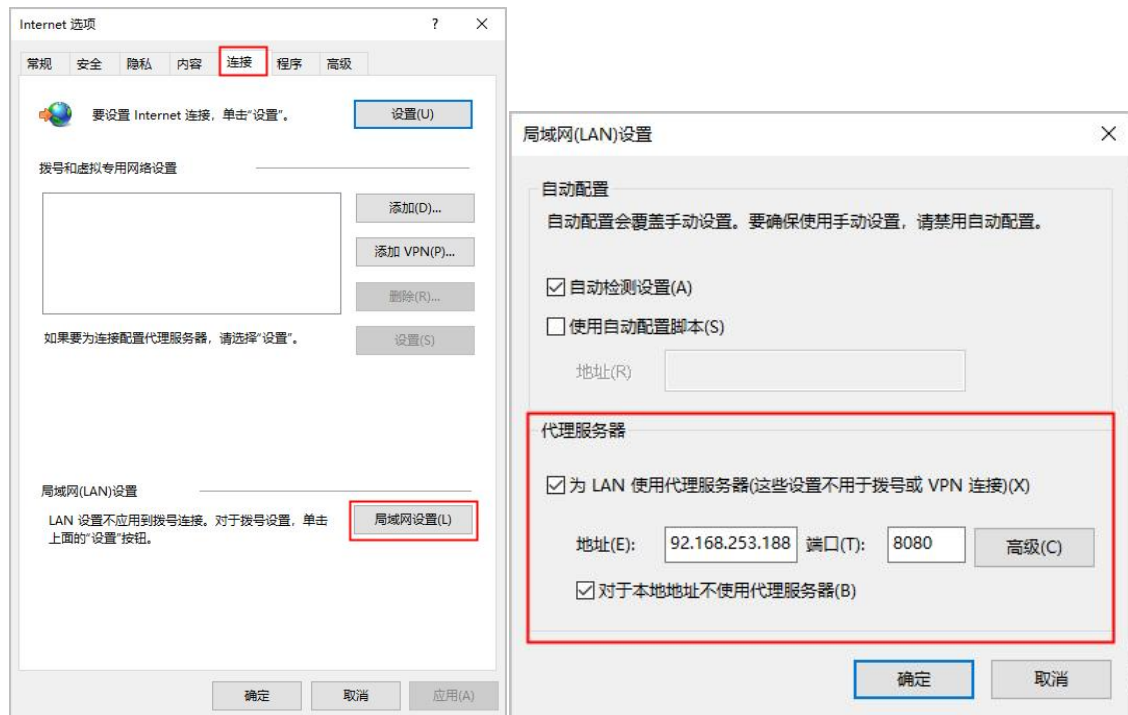 Internet 选项
常规 安全 隐私 内容 连接 程序 高级
要设置 Internet 连接，单击“设置”。
设置(U)
拨号和虚拟专用网络设置
添加(D)...
添加 VPN(P)...
删除(R)...
如果要为连接配置代理服务器，请选择“设置”。
设置(S)
局域网(LAN)设置
LAN 设置不应用到拨号连接。对于拨号设置，单击
上面的“设置”按钮。
局域网设置(L)
确定 取消 应用(A)
局域网(LAN)设置
自动配置
自动配置会覆盖手动设置。要确保使用手动设置，请禁用自动配置。
自动检测设置(A)
使用自动配置脚本(S)
地址(R)
代理服务器
为 LAN 使用代理服务器(这些设置不用于拨号或 VPN 连接)(X)
地址(E): 92.168.253.188 端口(T): 8080 高级(C)
对于本地地址不使用代理服务器(B)
确定 取消